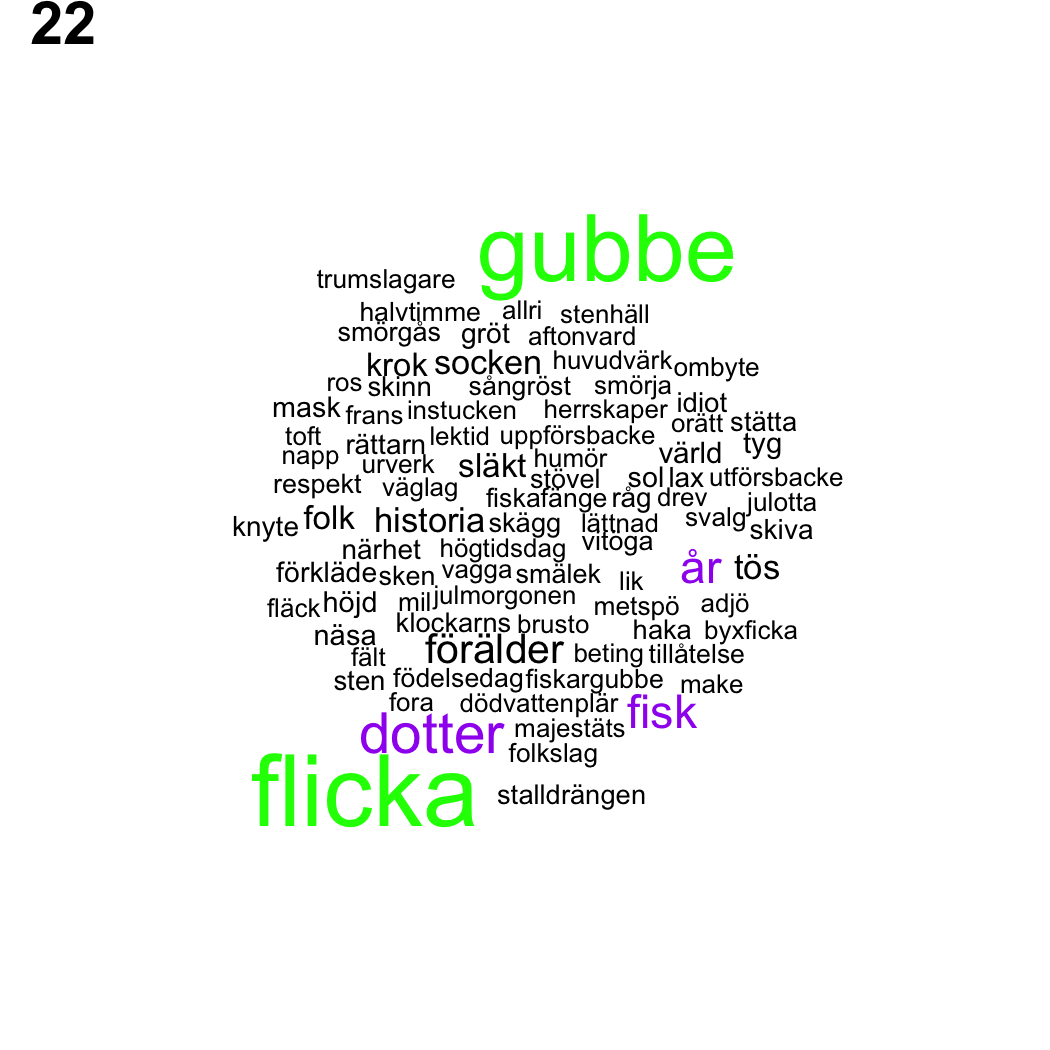 22
gubbe
trumslagare
halvtimme allri stenhäll
smörgås gröt aftonvard
krok socken huvudvärk ombyte
ros skinn sångröst smörja
mask frans instucken herrskaper idiot
orätt stätta
toft rättarn lektid uppförsbacke värld tyg
napp urverk släkt humör
respekt väglag stövel sol lax utförsbacke
fiskafänge råg drev julotta
knyte folk historia skägg lättnad svalg skiva
närhet högtidsdag vitöga
förkläde sken vagga smälek lik år tös
fläck höjd mil julmorgonen metspö adjö
näsa klockarns brusto haka byxficka
fält förälder beting tillåtelse
sten födelsedag fiskargubbe make
fora dödvattenplär fisk
dotter majestäts
folkslag
flicka stalldrängen